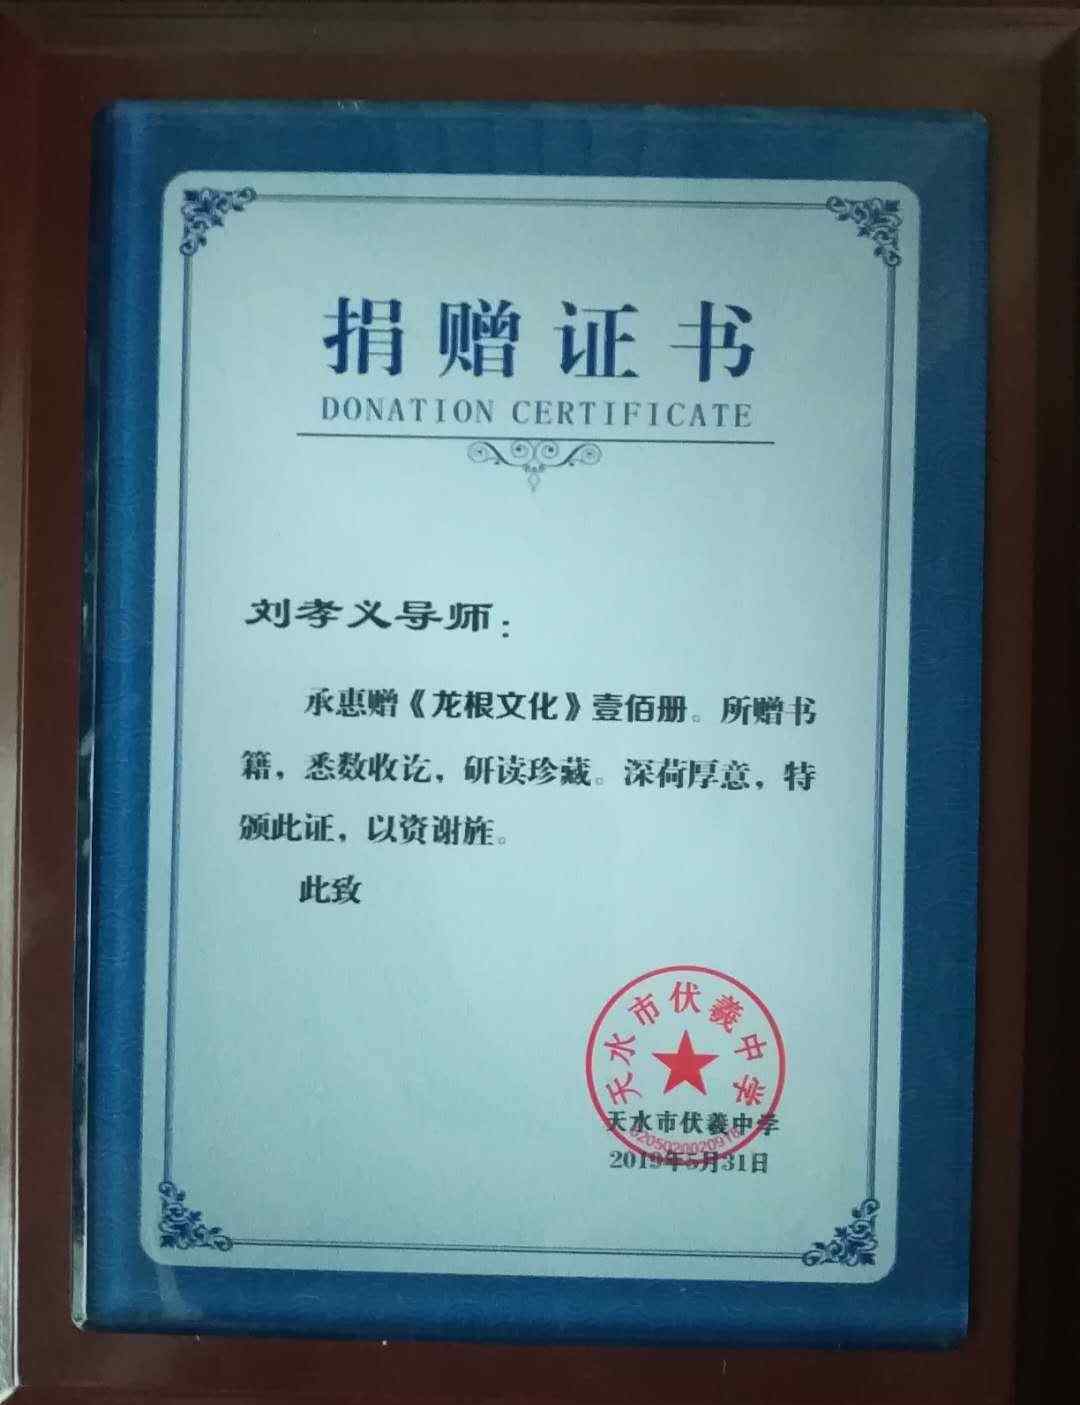 捐赠证书
DONATION CERTIFICATE
刘孝义导师：
承惠赠《龙根文化》壹佰册。所赠书
籍，悉数收讫，研读珍藏。深荷厚意，特
颁此证，以资谢旌。
此致
天水市伏羲中学
天水市伏羲中学
2019年5月31日